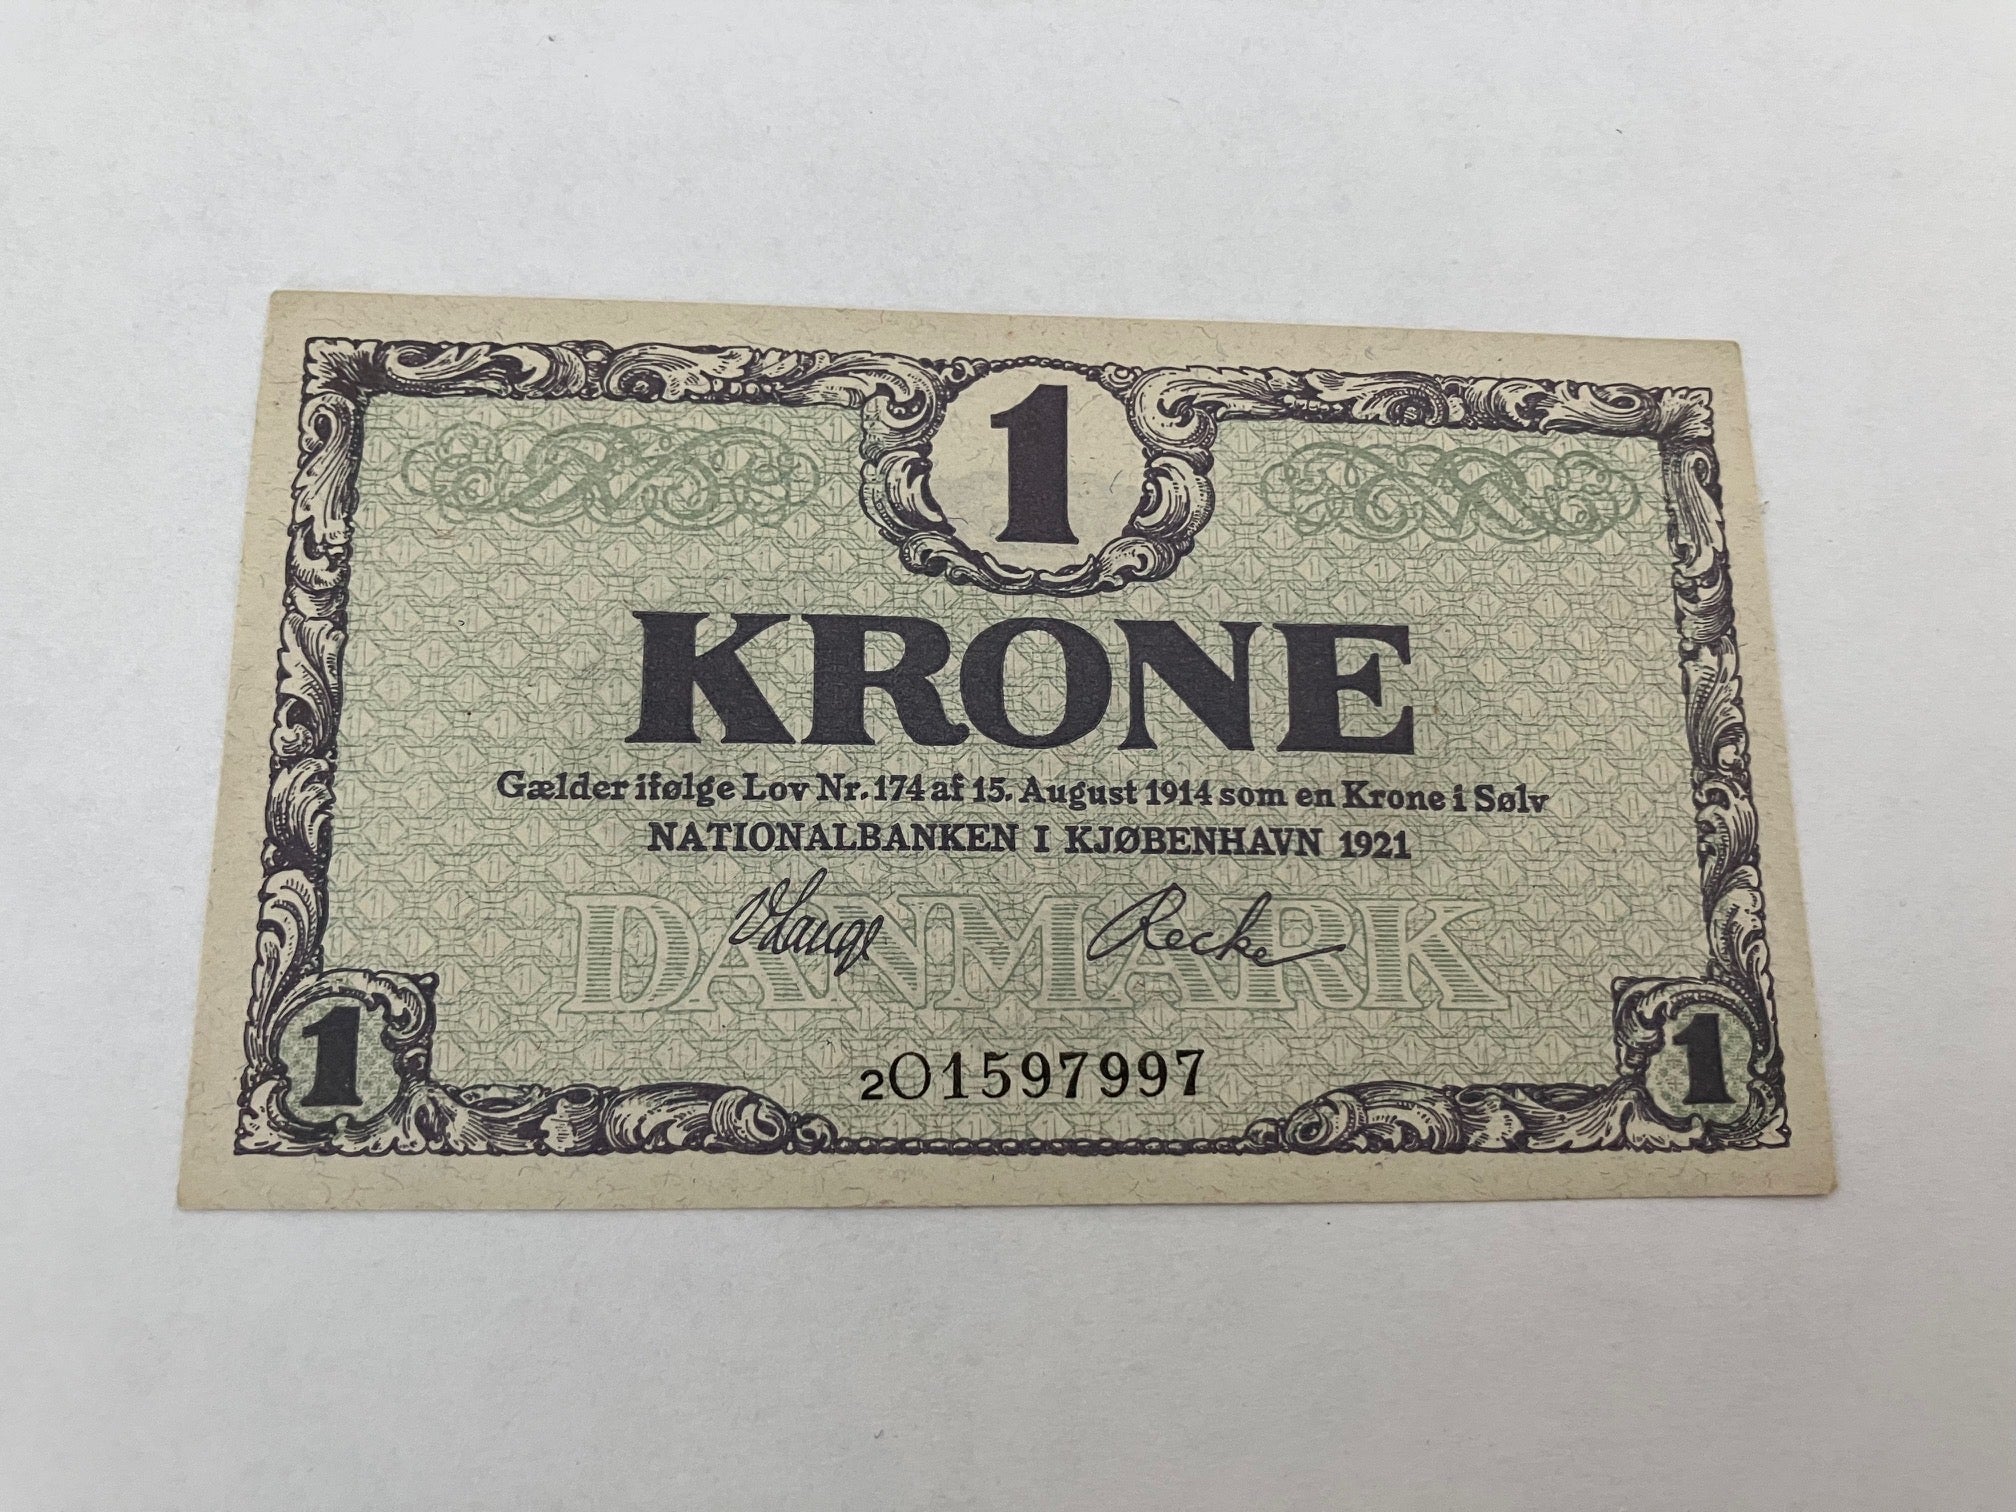 1
KRONE
Gælder ifølge Lov Nr. 174 af 15. August 1914 som en Krone i Sølv
NATIONALBANKEN I KJØBENHAVN 1921
DANMARK
VLange Recke
1 1
2O1597997